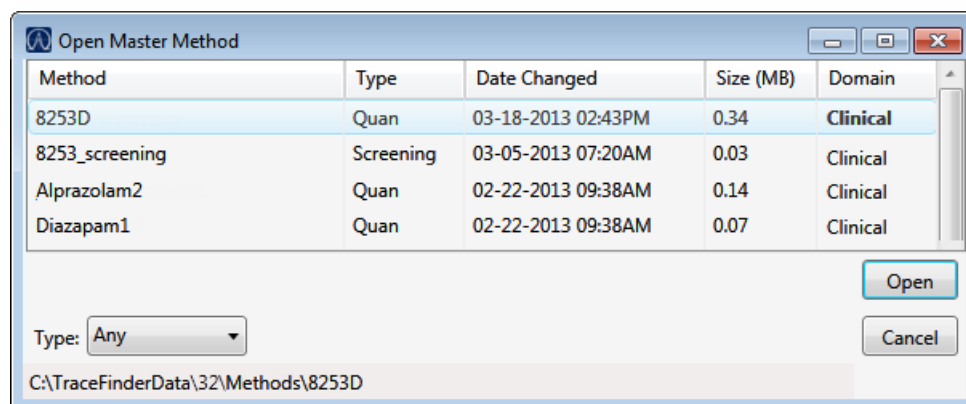 Open Master Method
Method Type Date Changed Size (MB) Domain
8253D Quan 03-18-2013 02:43PM 0.34 Clinical
8253_screening Screening 03-05-2013 07:20AM 0.03 Clinical
Alprazolam2 Quan 02-22-2013 09:38AM 0.14 Clinical
Diazapam1 Quan 02-22-2013 09:38AM 0.07 Clinical
Open
Type: Any Cancel
C:\TraceFinderData\32\Methods\8253D